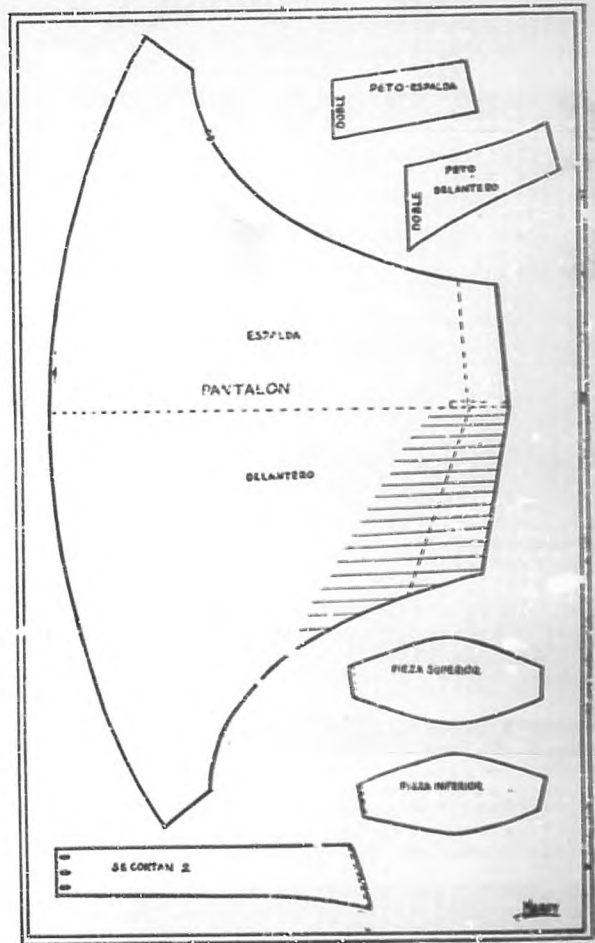 PETO-ESPALDA
DOBLE
PETO
DELANTERO
DOBLE
ESPALDA
PANTALON
DELANTERO
PIEZA SUPERIOR
PIEZA INFERIOR
SE CORTAN 2